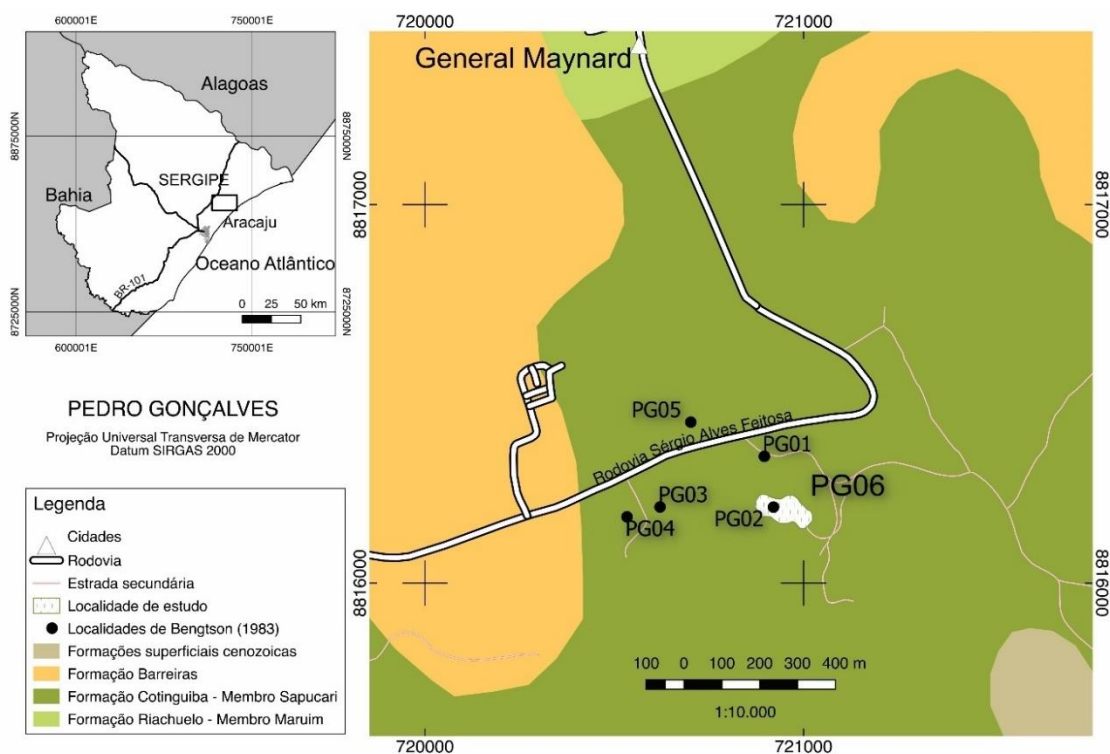 600001E
750001E
Alagoas
8875000N
8875000N
SERGIPE
Bahia
Aracaju
Oceano Atlântico
BR-101
0 25 50 km
8725000N
8725000N
600001E
750001E
PEDRO GONÇALVES
Projeção Universal Transversa de Mercator
Datum SIRGAS 2000
Legenda
Cidades
Rodovia
Estrada secundária
Localidade de estudo
Localidades de Bengtson (1983)
Formações superficiais cenozoicas
Formação Barreiras
Formação Cotinguiba - Membro Sapucari
Formação Riachuelo - Membro Maruim
720000
721000
General Maynard
8817000
8817000
PG05
Rodovia Sérgio Alves Feitosa
PG01
PG06
PG03
PG02
PG04
8816000
8816000
100 0 100 200 300 400 m
1:10.000
720000
721000